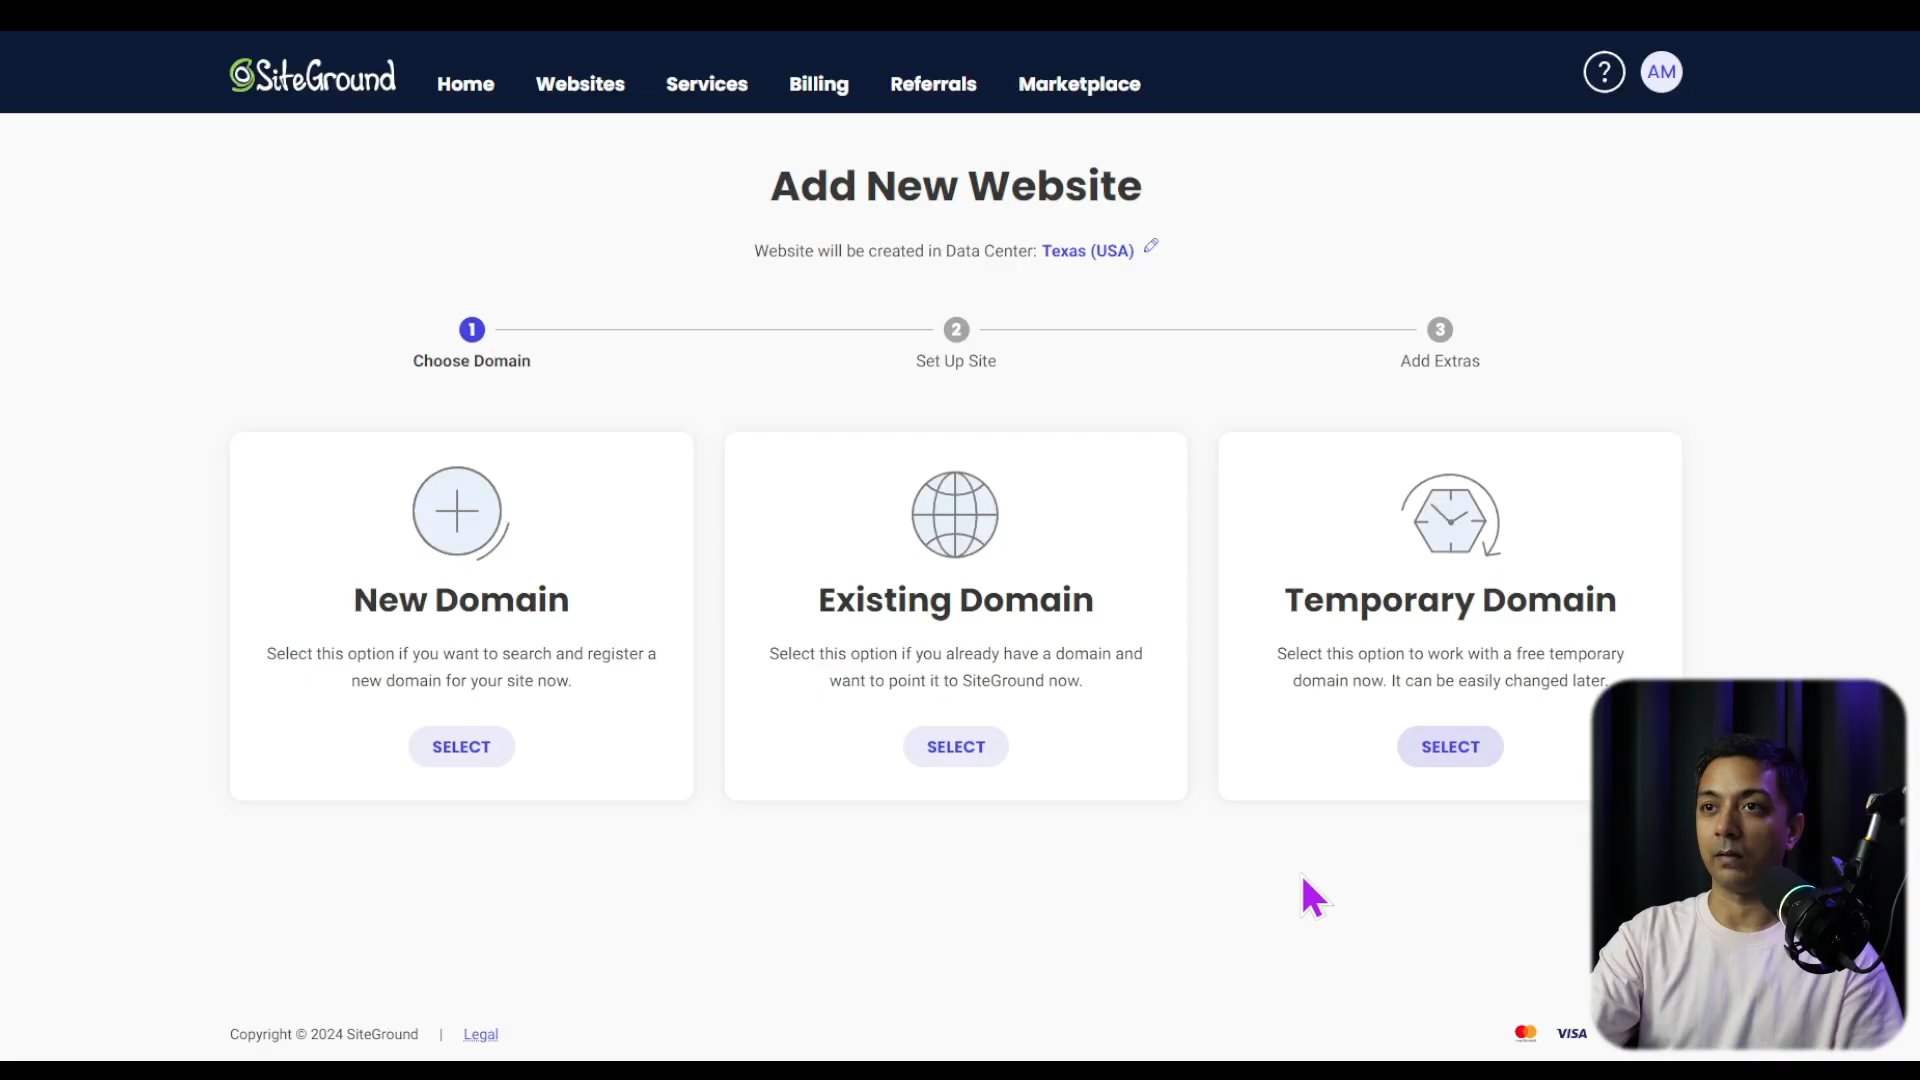 SiteGround
Home Websites Services Billing Referrals Marketplace
? AM
Add New Website
Website will be created in Data Center: Texas (USA)
1 2 3
Choose Domain Set Up Site Add Extras
New Domain
Select this option if you want to search and register a
new domain for your site now.
SELECT
Existing Domain
Select this option if you already have a domain and
want to point it to SiteGround now.
SELECT
Temporary Domain
Select this option to work with a free temporary
domain now. It can be easily changed later.
SELECT
Copyright © 2024 SiteGround | Legal
VISA